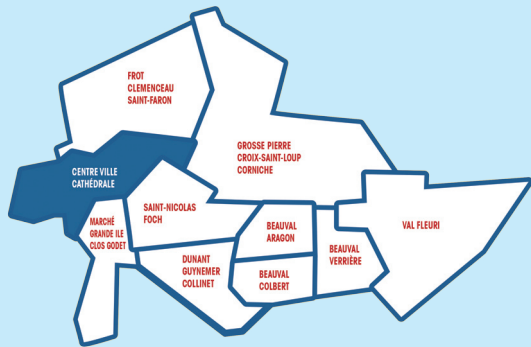 FROT
CLEMENCEAU
SAINT-FARON
GROSSE PIERRE
CROIX-SAINT-LOUP
CORNICHE
CENTRE VILLE
CATHÉDRALE
SAINT-NICOLAS
FOCH
MARCHÉ
GRANDE ILE
CLOS GODET
BEAUVAL
ARAGON
VAL FLEURI
BEAUVAL
VERRIÈRE
DUNANT
GUYNEMER
COLLINET
BEAUVAL
COLBERT